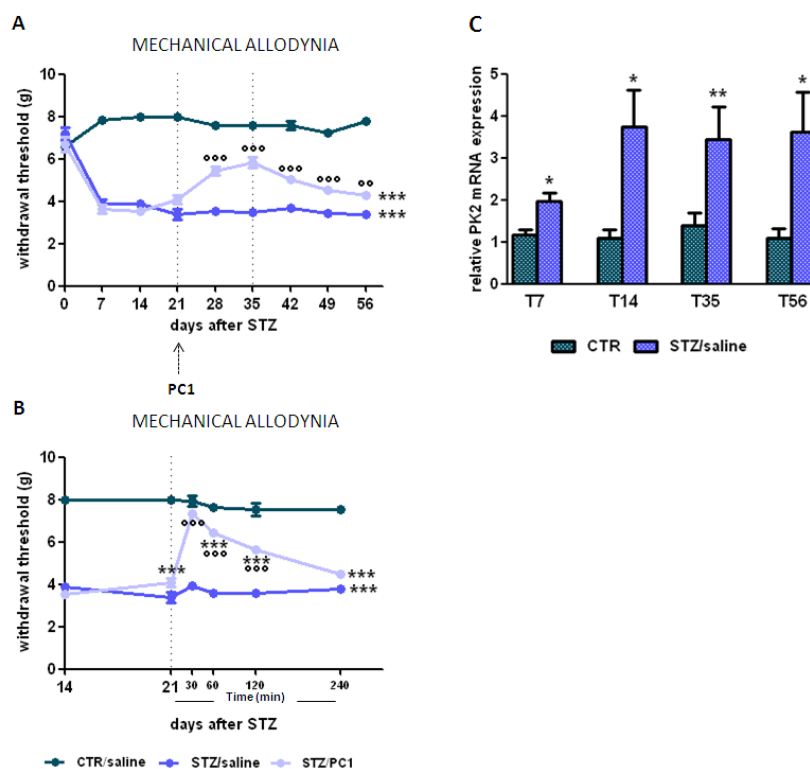 A
MECHANICAL ALLODYNIA
withdrawal threshold (g)
10
8
6
4
2
0
°°°
°°°
°°°
°°°
°°
***
***
0 7 14 21 28 35 42 49 56
days after STZ
PC1
B
MECHANICAL ALLODYNIA
withdrawal threshold (g)
10
8
6
4
2
0
***
°°°
***
°°°
***
°°°
***
***
14 21 30 60 120 240
Time (min)
days after STZ
CTR/saline STZ/saline STZ/PC1
C
relative PK2 mRNA expression
5
4
3
2
1
0
*
*
**
*
T7 T14 T35 T56
CTR STZ/saline